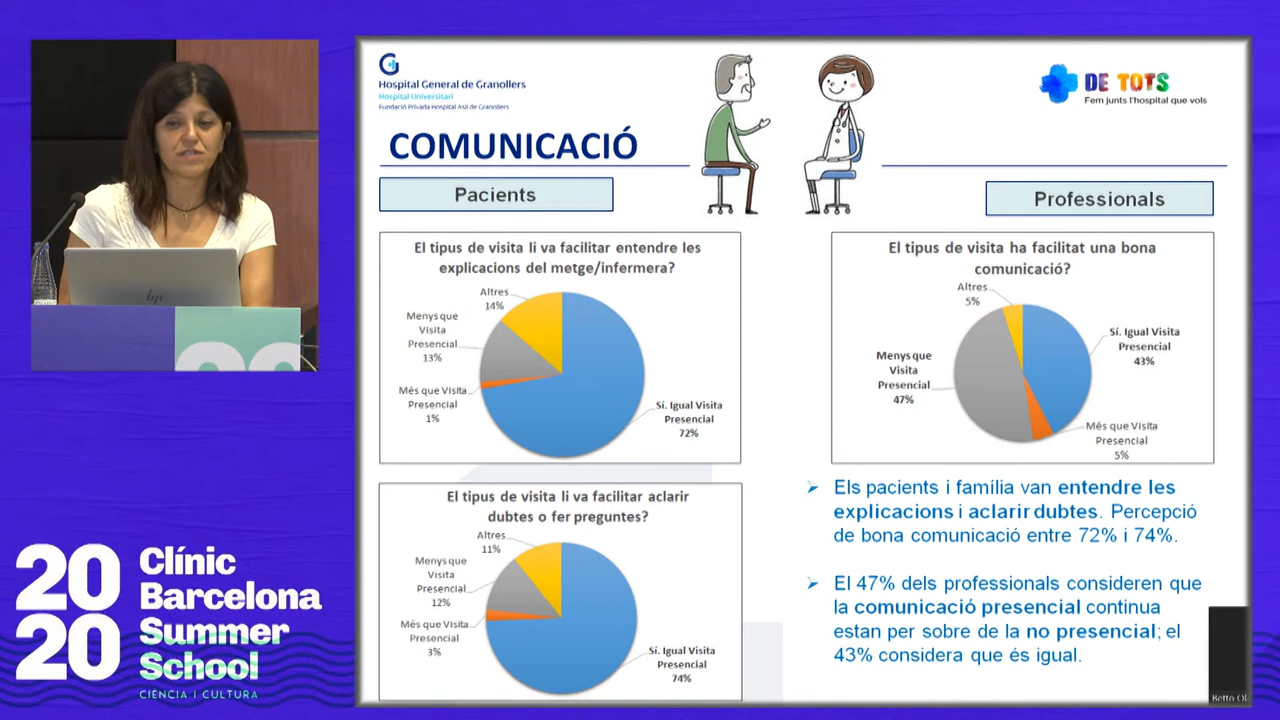 Hospital General de Granollers
Hospital Universitari
Fundació Privada Hospital Asil de Granollers
DE TOTS
Fem junts l'hospital que vols
COMUNICACIÓ
Pacients
Professionals
El tipus de visita li va facilitar entendre les
explicacions del metge/infermera?
Altres
14%
Menys que
Visita
Presencial
13%
Més que Visita
Presencial
1%
Sí. Igual Visita
Presencial
72%
El tipus de visita li va facilitar aclarir
dubtes o fer preguntes?
Altres
11%
Menys que
Visita
Presencial
12%
Més que Visita
Presencial
3%
Sí. Igual Visita
Presencial
74%
El tipus de visita ha facilitat una bona
comunicació?
Altres
5%
Sí. Igual Visita
Presencial
43%
Menys que
Visita
Presencial
47%
Més que Visita
Presencial
5%
Els pacients i família van entendre les
explicacions i aclarir dubtes. Percepció
de bona comunicació entre 72% i 74%.
El 47% dels professionals consideren que
la comunicació presencial continua
estan per sobre de la no presencial; el
43% considera que és igual.
hp
20
20
Clínic
Barcelona
Summer
School
CIÈNCIA I CULTURA